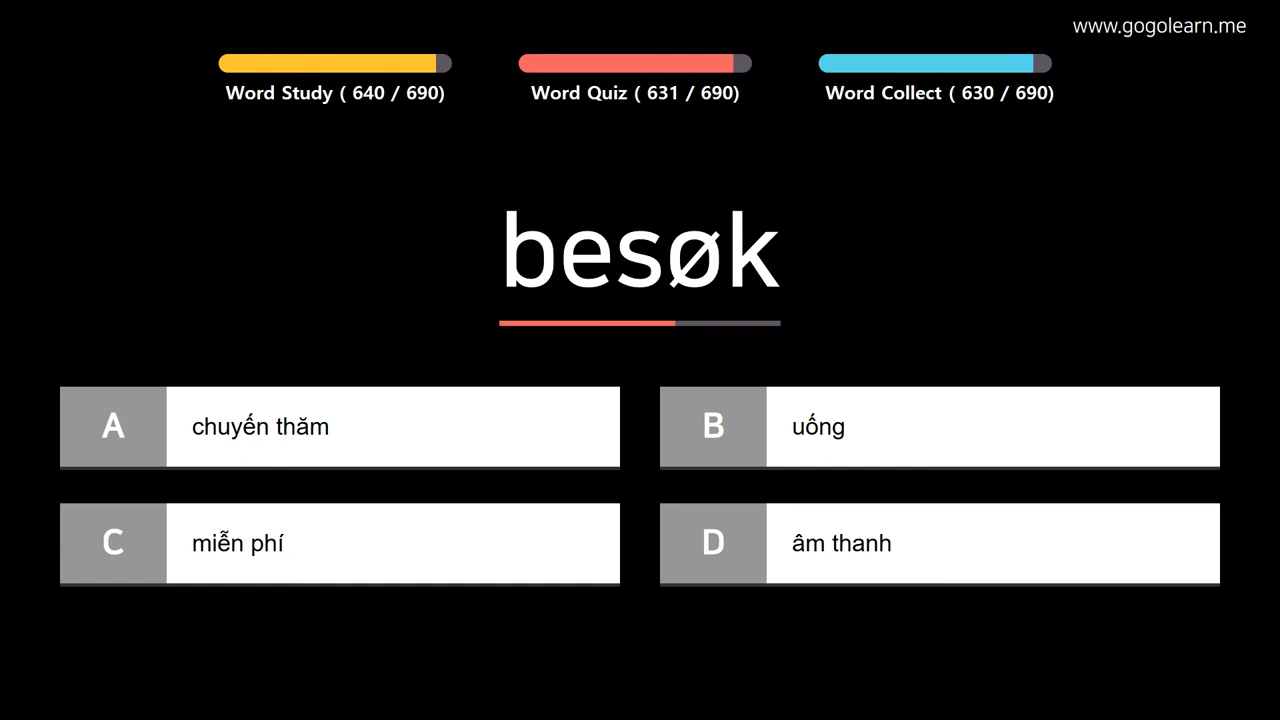 www.gogolearn.me
Word Study ( 640 / 690)
Word Quiz ( 631 / 690)
Word Collect ( 630 / 690)
besøk
A chuyến thăm
B uống
C miễn phí
D âm thanh